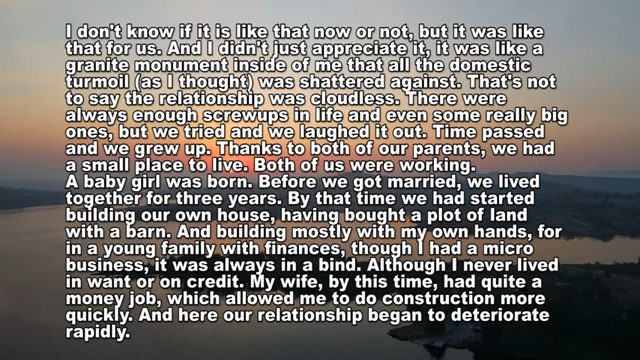 I don't know if it is like that now or not, but it was like
that for us. And I didn't just appreciate it, it was like a
granite monument inside of me that all the domestic
turmoil (as I thought) was shattered against. That's not
to say the relationship was cloudless. There were
always enough screwups in life and even some really big
ones, but we tried and we laughed it out. Time passed
and we grew up. Thanks to both of our parents, we had
a small place to live. Both of us were working.
A baby girl was born. Before we got married, we lived
together for three years. By that time we had started
building our own house, having bought a plot of land
with a barn. And building mostly with my own hands, for
in a young family with finances, though I had a micro
business, it was always in a bind. Although I never lived
in want or on credit. My wife, by this time, had quite a
money job, which allowed me to do construction more
quickly. And here our relationship began to deteriorate
rapidly.